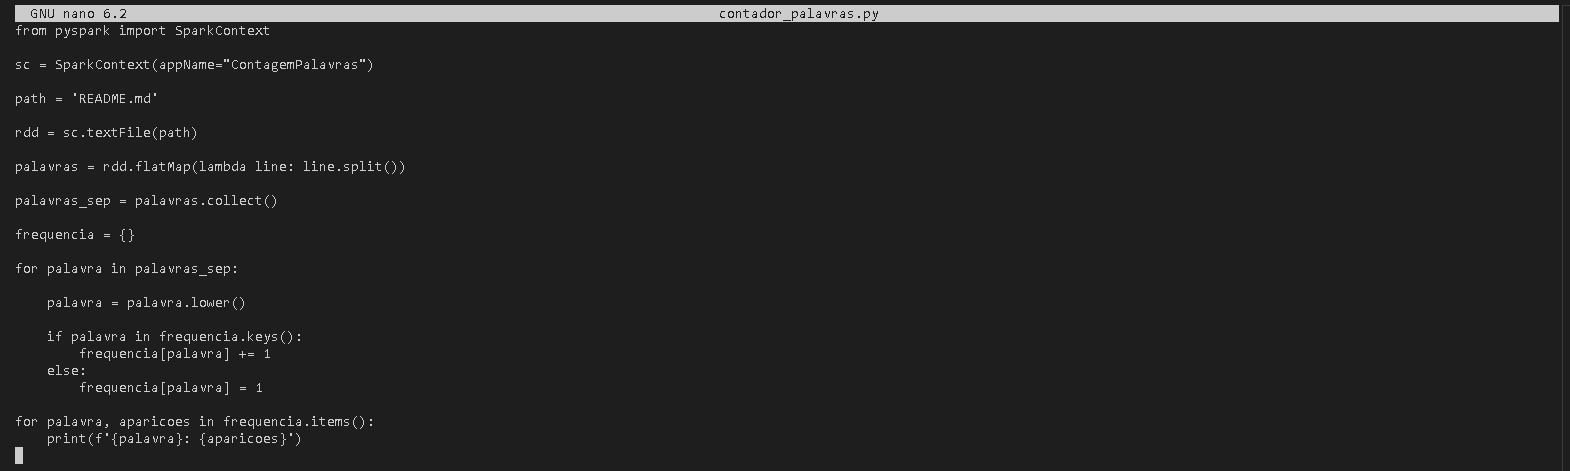 GNU nano 6.2 contador_palavras.py
from pyspark import SparkContext
sc = SparkContext(appName="ContagemPalavras")
path = 'README.md'
rdd = sc.textFile(path)
palavras = rdd.flatMap(lambda line: line.split())
palavras_sep = palavras.collect()
frequencia = {}
for palavra in palavras_sep:
    palavra = palavra.lower()
    if palavra in frequencia.keys():
        frequencia[palavra] += 1
    else:
        frequencia[palavra] = 1
for palavra, aparicoes in frequencia.items():
    print(f'{palavra}: {aparicoes}')